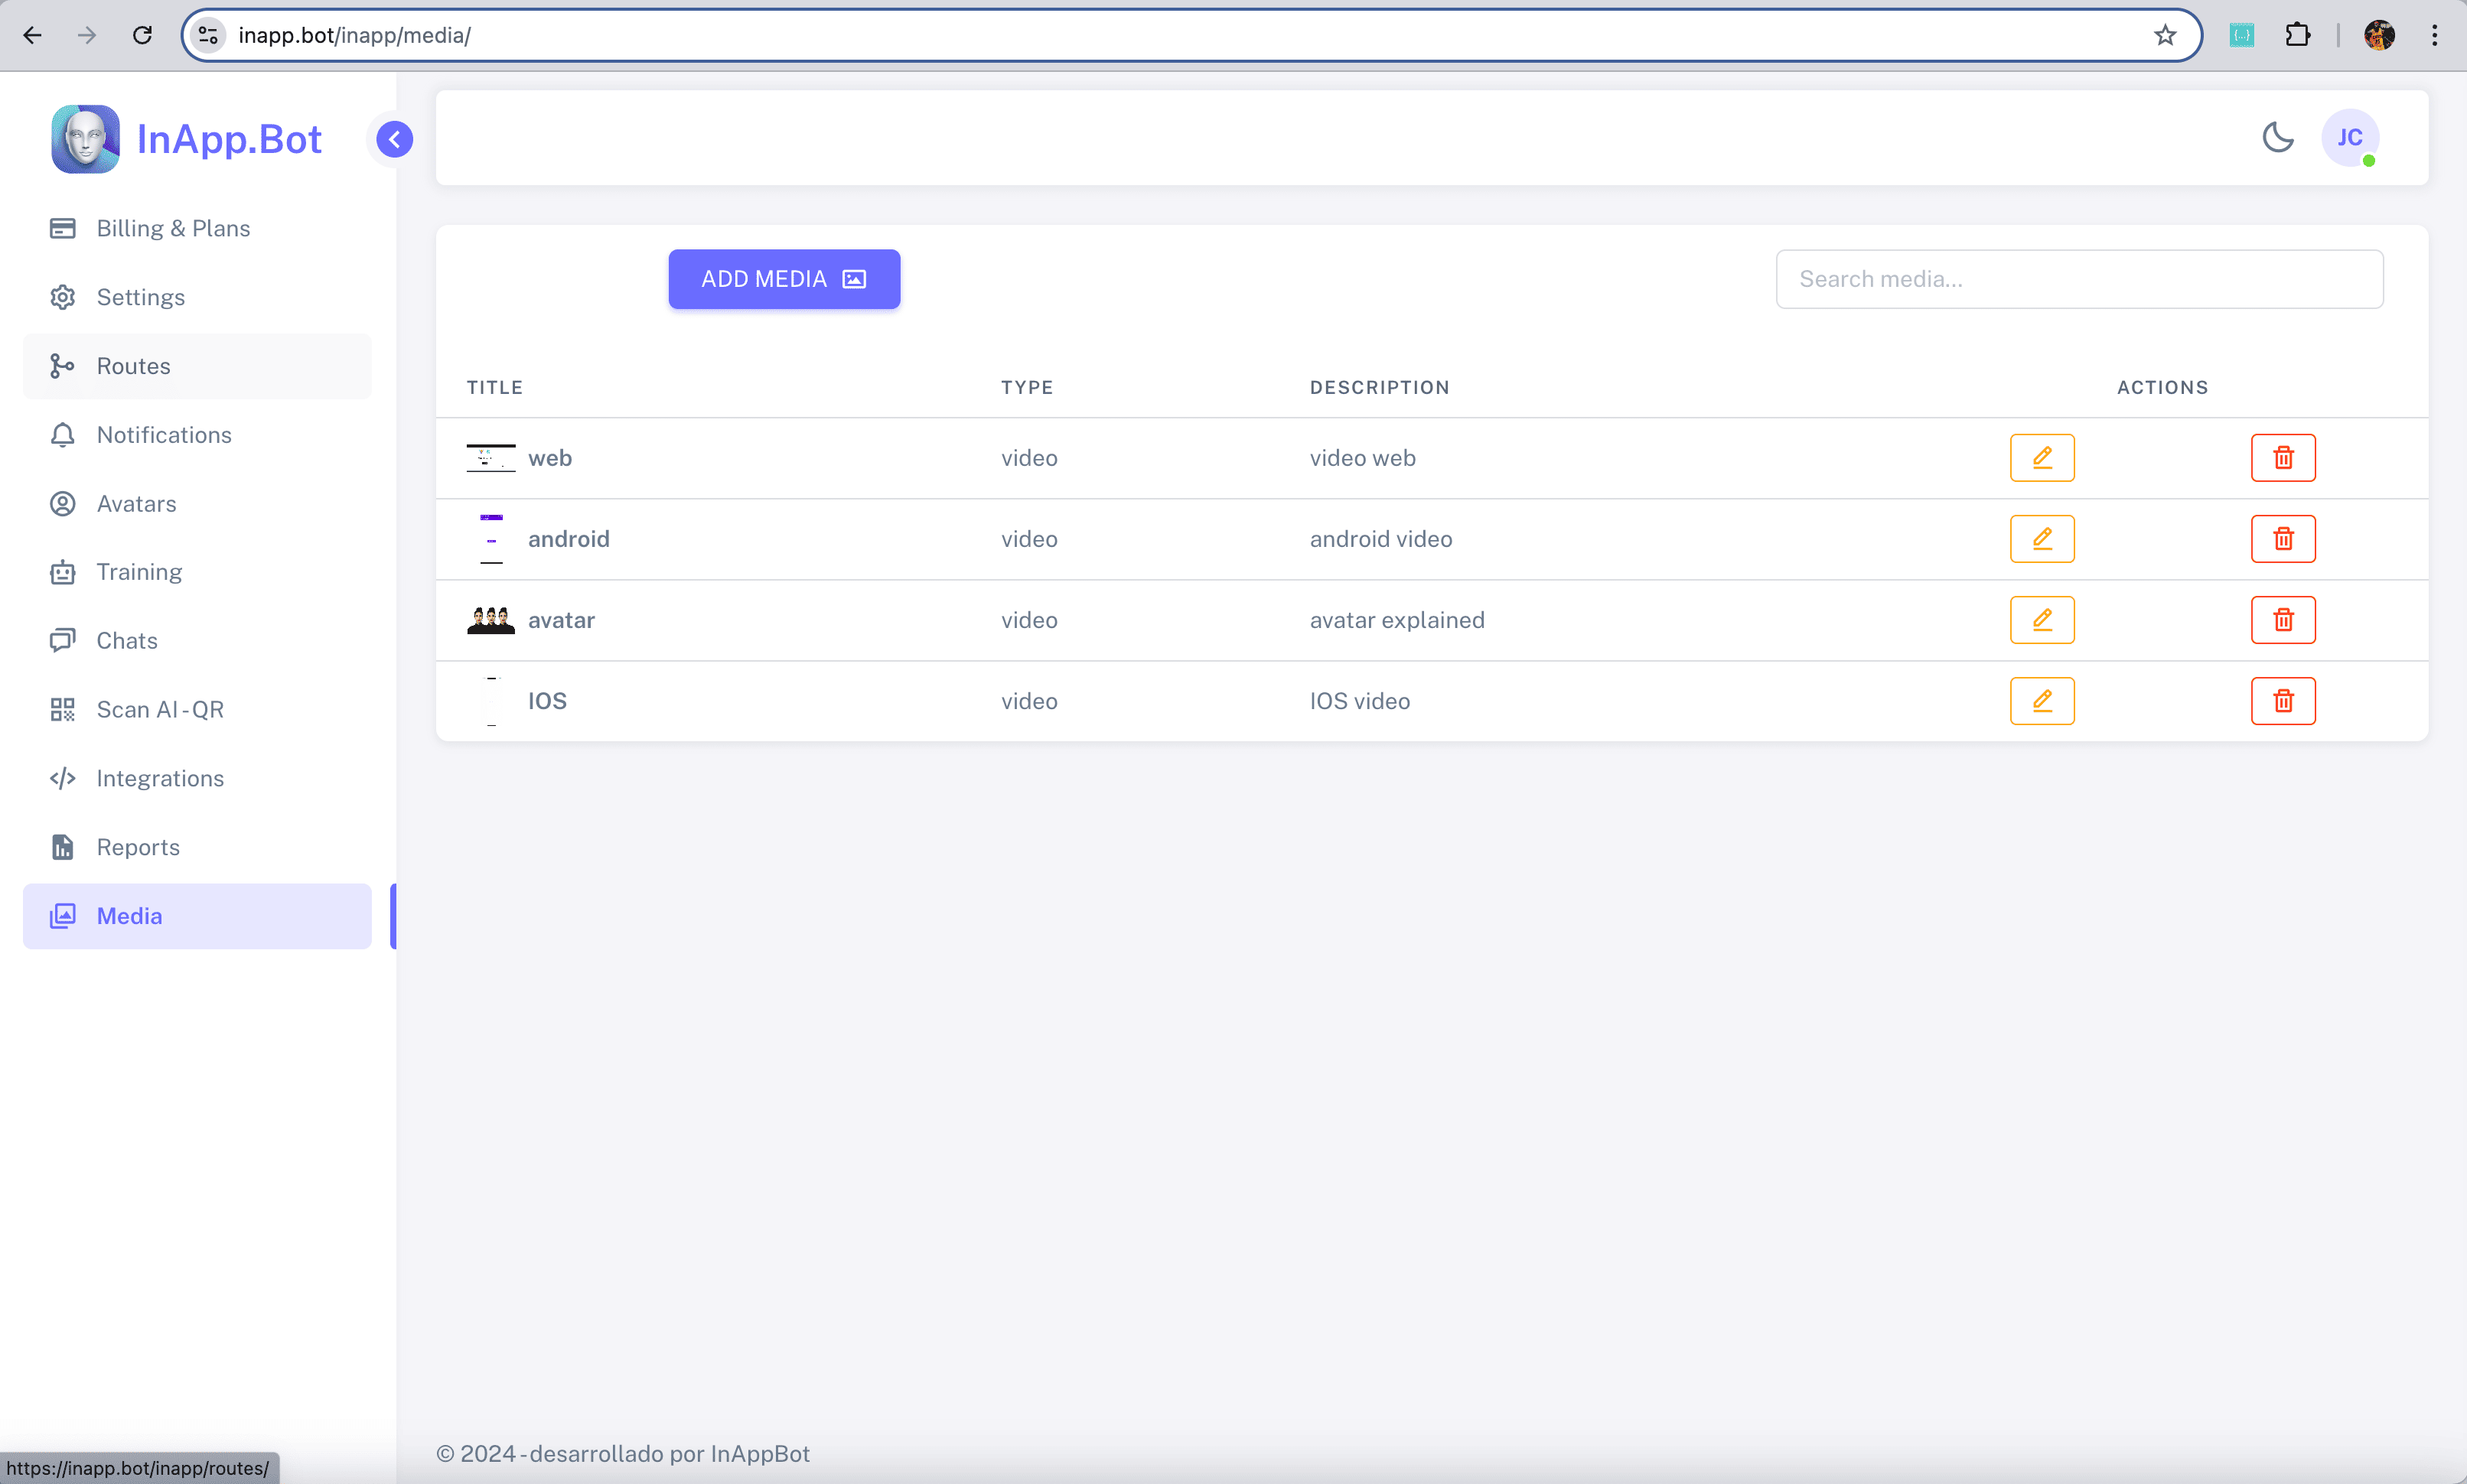 inapp.bot/inapp/media/
InApp.Bot
JC
Billing & Plans
Settings
Routes
Notifications
Avatars
Training
Chats
Scan AI-QR
Integrations
Reports
Media
ADD MEDIA
Search media...
TITLE TYPE DESCRIPTION ACTIONS
web video video web
android video android video
avatar video avatar explained
IOS video IOS video
© 2024-desarrollado por InAppBot
https://inapp.bot/inapp/routes/